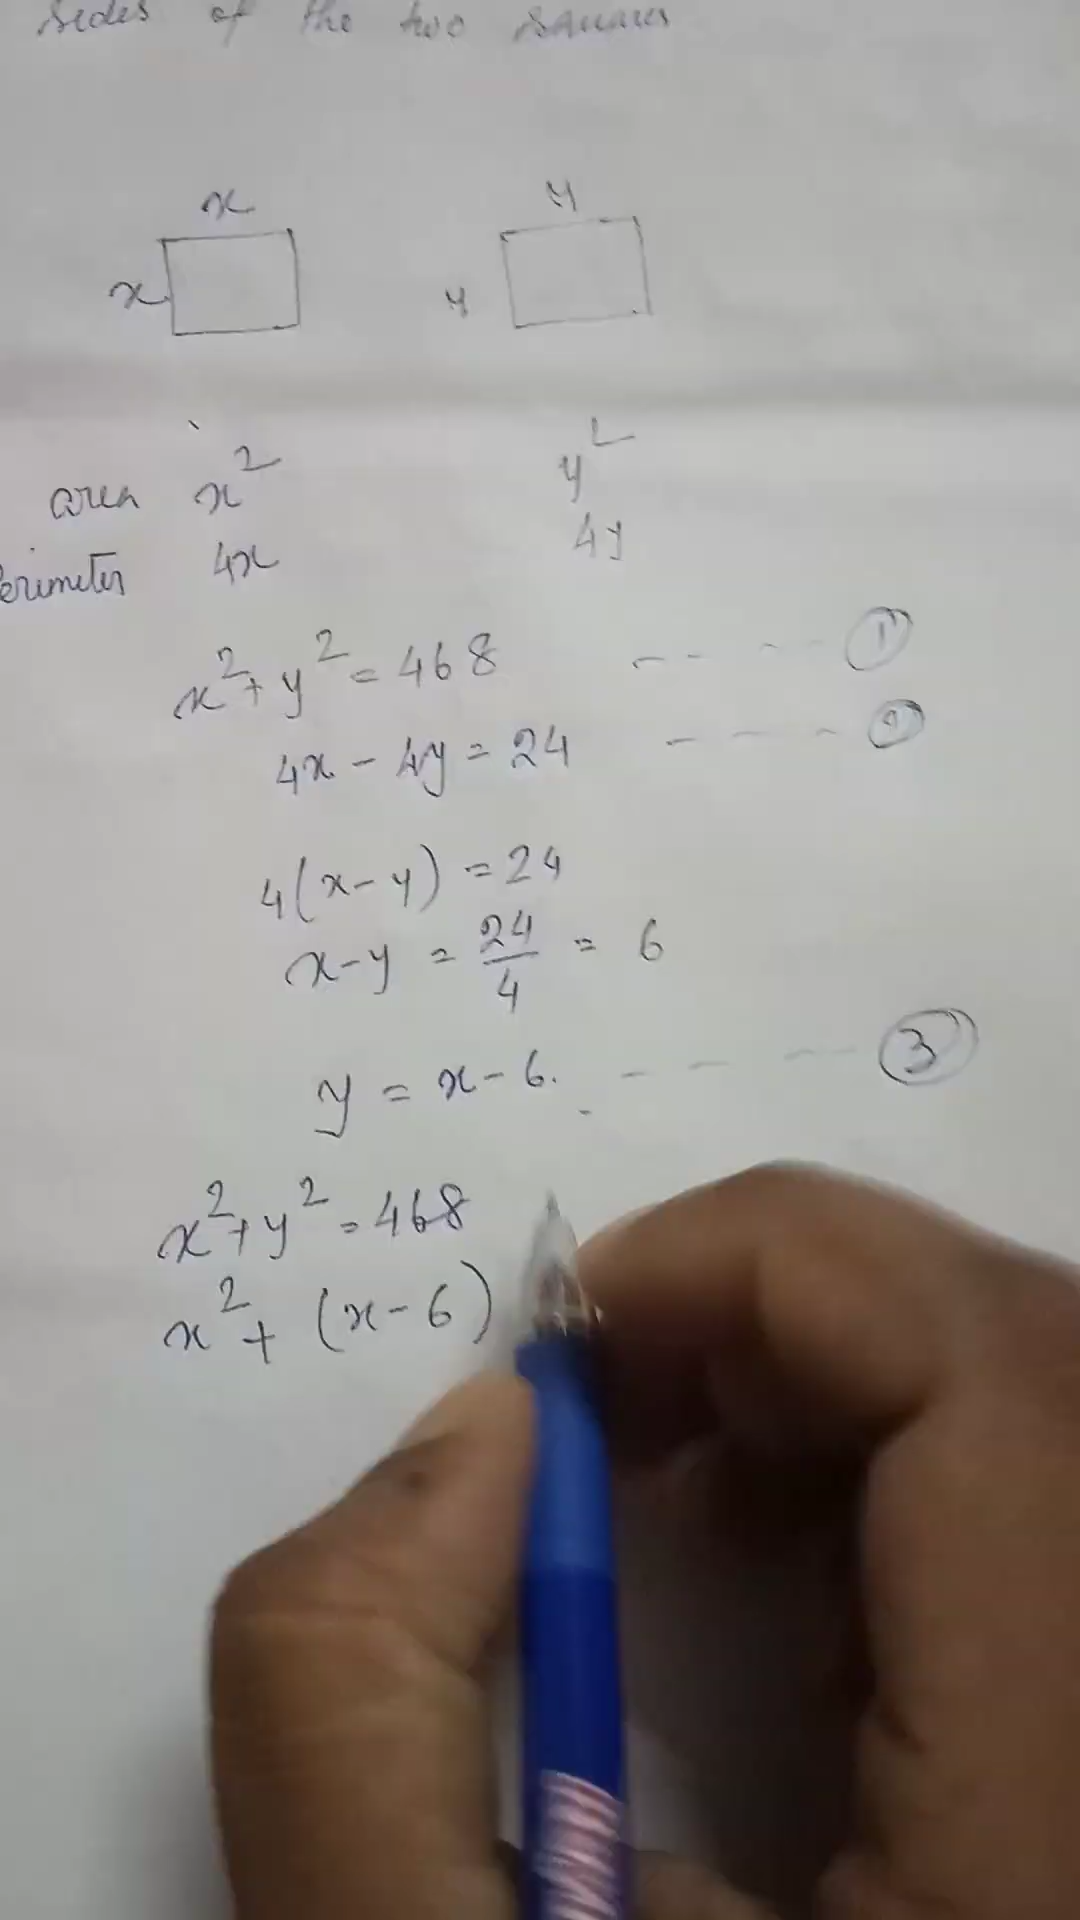 sides of the two squares
x y
x y
area x² y²
Perimeter 4x 4y
x² + y² = 468 - - - - ①
4x - 4y = 24 - - - - ②
4(x - y) = 24
x - y = 24/4 = 6
y = x - 6. - - - - ③
x² + y² = 468
x² + (x - 6)